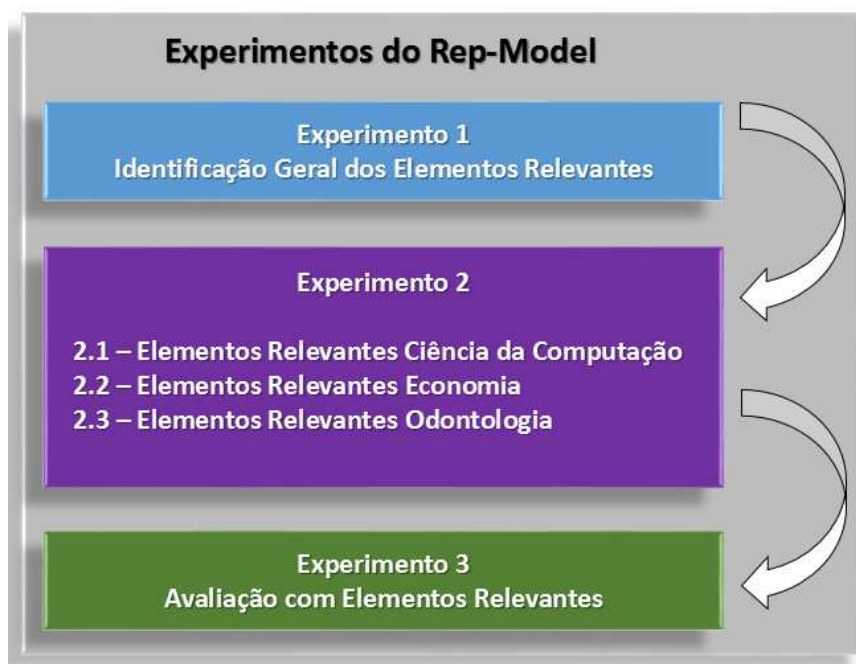 Experimentos do Rep-Model
Experimento 1
Identificação Geral dos Elementos Relevantes
Experimento 2
2.1 – Elementos Relevantes Ciência da Computação
2.2 – Elementos Relevantes Economia
2.3 – Elementos Relevantes Odontologia
Experimento 3
Avaliação com Elementos Relevantes